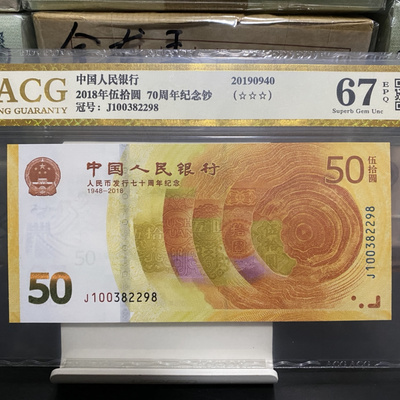 ACG
NG GUARANTY
中国人民银行
2018年伍拾圆 70周年纪念钞
冠号: J100382298
20190940
(☆☆☆)
67
EPQ
Superb Gem Unc
中国人民银行
人民币发行七十周年纪念
1948-2018
50
伍拾圆
J100382298
50
50
J100382298